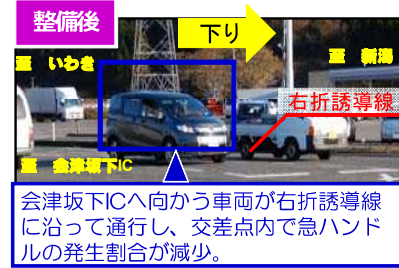 整備後
下り
至 いわき
至 新潟
右折誘導線
至 会津坂下IC
会津坂下ICへ向かう車両が右折誘導線
に沿って通行し、交差点内で急ハンド
ルの発生割合が減少。